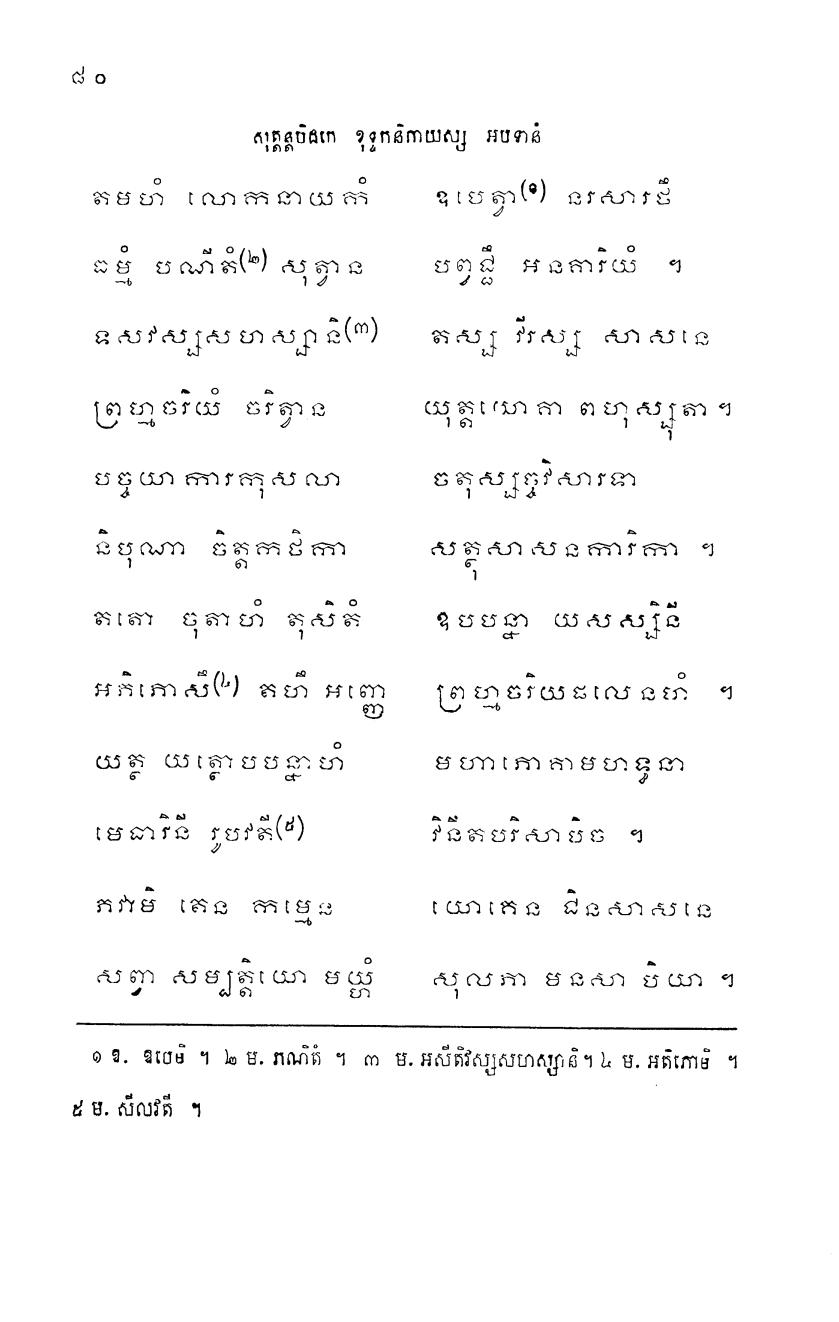 ៨០
សុត្តន្តបិដកេ ខុទ្ទកនិកាយស្ស អបទានំ
តមហំ លោកនាយកំ ឧបេត្វា(១) នរសារថឹ
ធម្មំ បណីតំ(២) សុត្វាន បព្វជ្ជឹ អនគារិយំ ។
ទសវស្សសហស្សានិ(៣) តស្ស វីរស្ស សាសនេ
ព្រហ្មចរិយំ ចរិត្វាន យុត្តយោគា ពហុស្សុតា ។
បច្ចយាការកុសលា ចតុស្សច្ចវិសារទា
និបុណា ចិត្តកថិកា សត្ថុសាសនការិកា ។
តតោ ចុតាហំ តុសិតំ ឧបបន្នា យសស្សិនី
អភិភោសឹ(៤) តហឹ អញ្ញេ ព្រហ្មចរិយផលេនហំ ។
យត្ថ យត្ថោបបន្នាហំ មហាភោគាមហទ្ធនា
មេធាវិនី រូបវតី(៥) វិនីតបរិសាបិច ។
ភវាមិ តេន កម្មេន យោគេន ជិនសាសនេ
សព្វា សម្បត្តិយោ មយ្ហំ សុលភា មនសា បិយា ។
១ ឱ. ឧបេមិ ។ ២ ម. ភណិតំ ។ ៣ ម. អសីតិវស្សសហស្សានិ។ ៤ ម. អតិភោមិ ។
៥ ម. សីលវតី ។